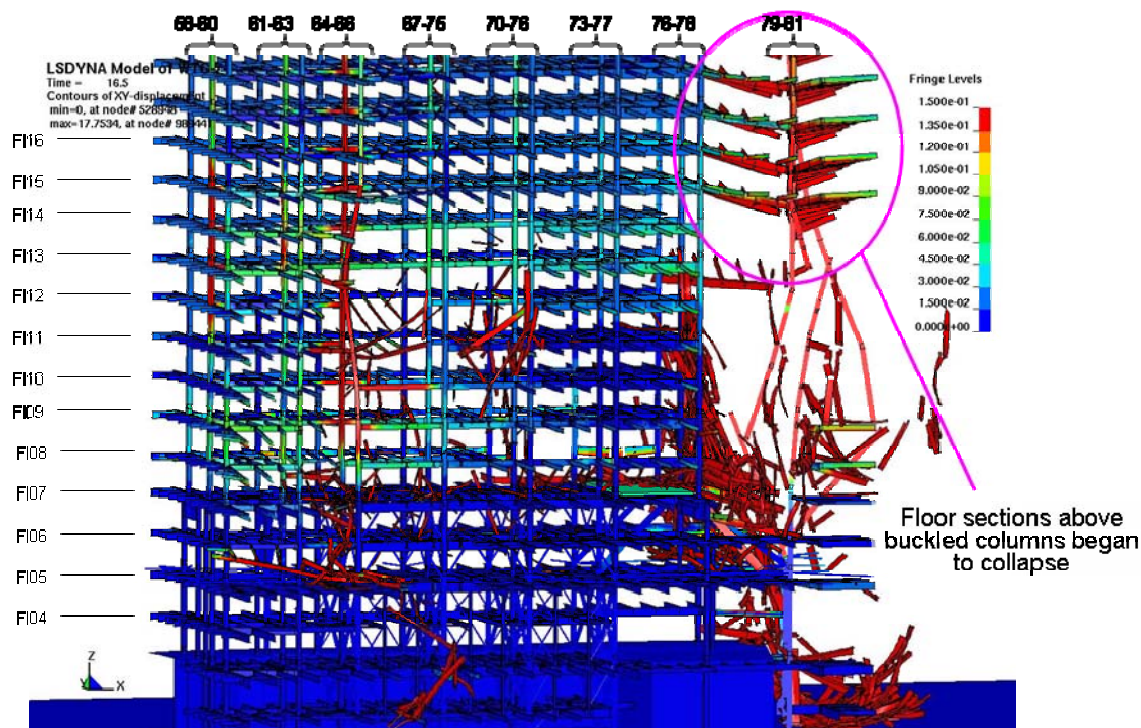 58-60 61-63 64-66 67-75 70-76 73-77 76-78 79-81
LSDYNA Model of
Time = 16.5
Contours of XY-displacement
min=0, at node#
max=17.7534, at node#
Fringe Levels
1.500e-01
1.350e-01
1.200e-01
1.050e-01
9.000e-02
7.500e-02
6.000e-02
4.500e-02
3.000e-02
1.500e-02
0.000e+00
Fl16
Fl15
Fl14
Fl13
Fl12
Fl11
Fl10
Fl09
Fl08
Fl07
Fl06
Fl05
Fl04
Floor sections above
buckled columns began
to collapse
Z
Y X